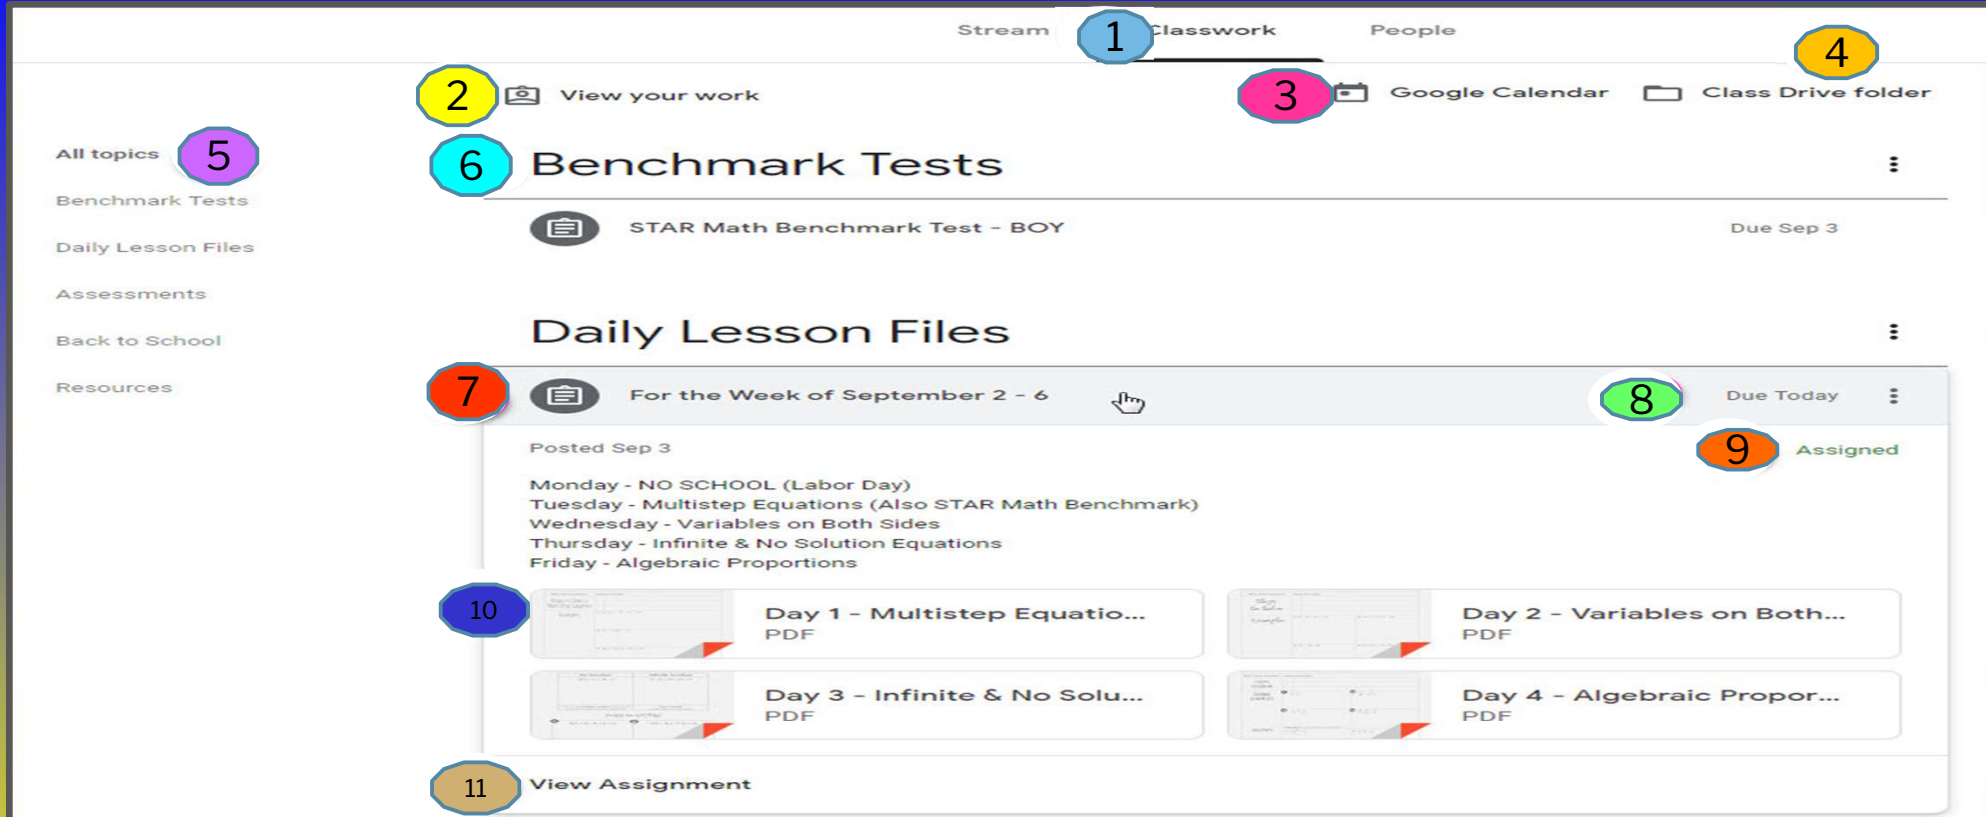 Stream 1 Classwork People
4
2 View your work 3 Google Calendar Class Drive folder
All topics 5
Benchmark Tests
Daily Lesson Files
Assessments
Back to School
Resources
6 Benchmark Tests
STAR Math Benchmark Test - BOY Due Sep 3
Daily Lesson Files
7 For the Week of September 2 - 6 8 Due Today
Posted Sep 3 9 Assigned
Monday - NO SCHOOL (Labor Day)
Tuesday - Multistep Equations (Also STAR Math Benchmark)
Wednesday - Variables on Both Sides
Thursday - Infinite & No Solution Equations
Friday - Algebraic Proportions
10 Day 1 - Multistep Equatio... Day 2 - Variables on Both...
PDF PDF
Day 3 - Infinite & No Solu... Day 4 - Algebraic Propor...
PDF PDF
11 View Assignment